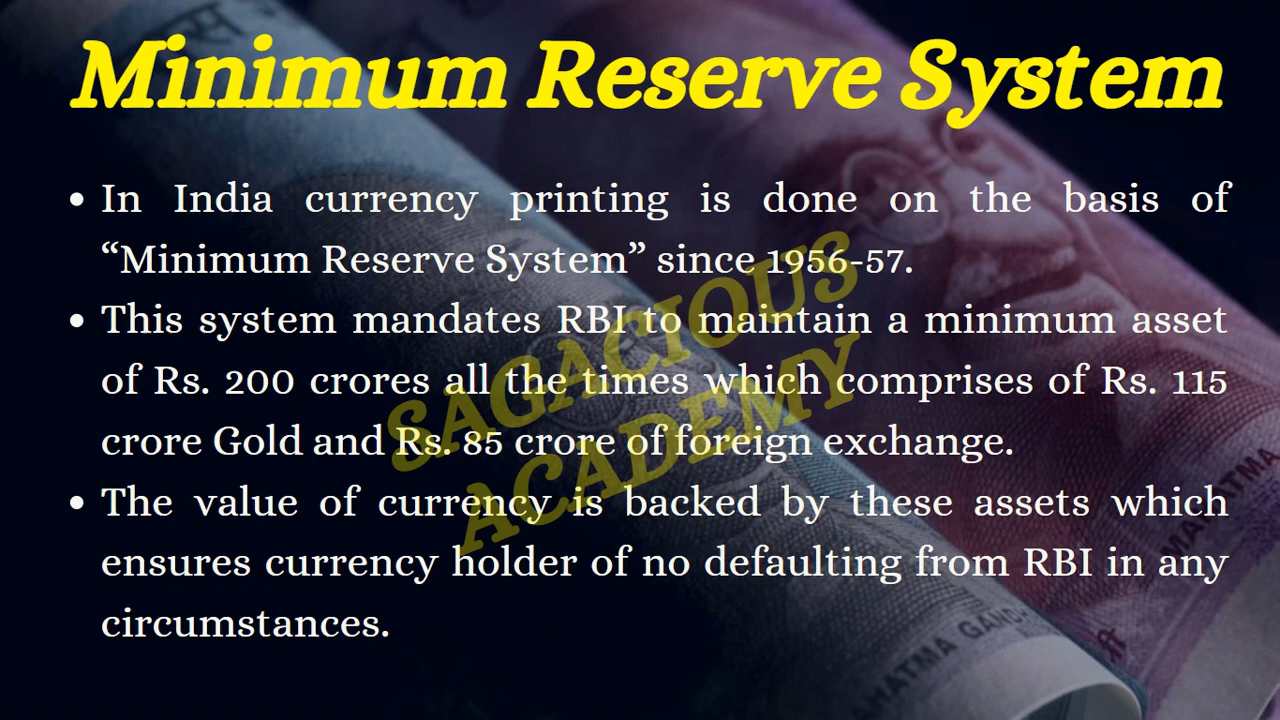 Minimum Reserve System
• In India currency printing is done on the basis of
“Minimum Reserve System” since 1956-57.
• This system mandates RBI to maintain a minimum asset
of Rs. 200 crores all the times which comprises of Rs. 115
crore Gold and Rs. 85 crore of foreign exchange.
• The value of currency is backed by these assets which
ensures currency holder of no defaulting from RBI in any
circumstances.
SAGACIOUS
ACADEMY
MAHATMA